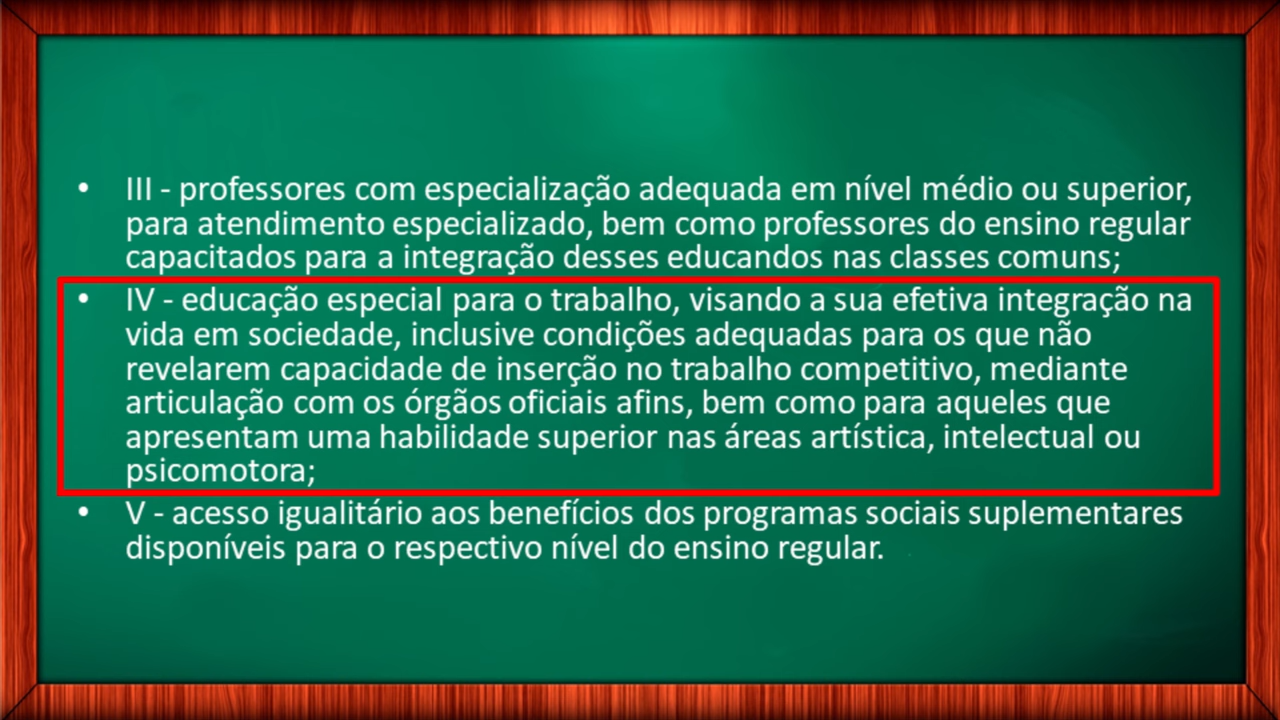 • III - professores com especialização adequada em nível médio ou superior,
para atendimento especializado, bem como professores do ensino regular
capacitados para a integração desses educandos nas classes comuns;
• IV - educação especial para o trabalho, visando a sua efetiva integração na
vida em sociedade, inclusive condições adequadas para os que não
revelarem capacidade de inserção no trabalho competitivo, mediante
articulação com os órgãos oficiais afins, bem como para aqueles que
apresentam uma habilidade superior nas áreas artística, intelectual ou
psicomotora;
• V - acesso igualitário aos benefícios dos programas sociais suplementares
disponíveis para o respectivo nível do ensino regular.